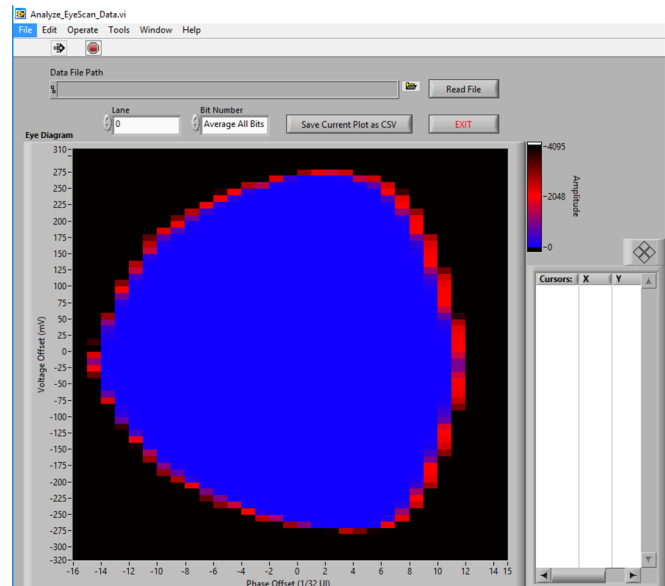 Analyze_EyeScan_Data.vi
File Edit Operate Tools Window Help
Data File Path
Read File
Lane
Bit Number
0
Average All Bits
Save Current Plot as CSV
EXIT
Eye Diagram
310
275
250
225
200
175
150
125
100
75
50
25
0
-25
-50
-75
-100
-125
-150
-175
-200
-225
-250
-275
-300
-320
Voltage Offset (mV)
-16 -14 -12 -10 -8 -6 -4 -2 0 2 4 6 8 10 12 14 15
Phase Offset (1/32 UI)
4095
2048
0
Amplitude
Cursors: X Y